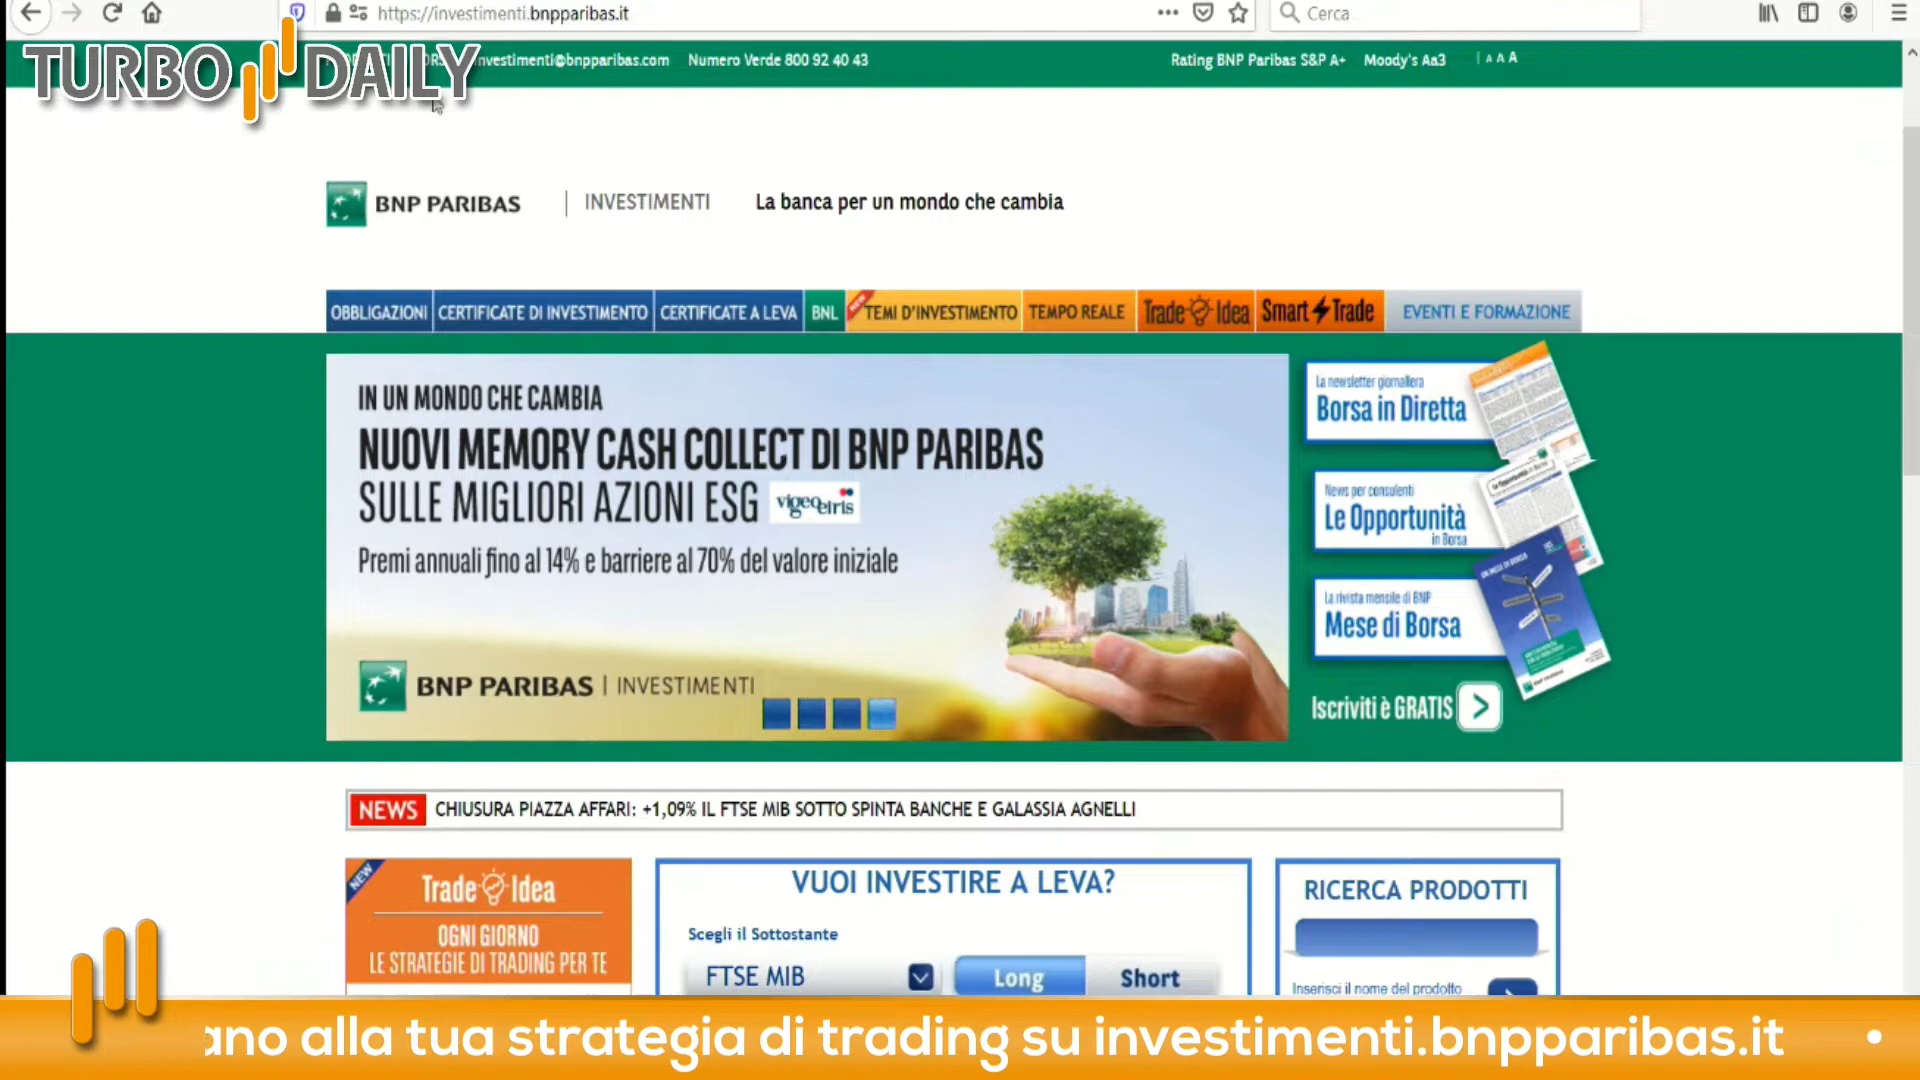 https://investimenti.bnpparibas.it
Cerca
TURBO DAILY
investimenti@bnpparibas.com Numero Verde 800 92 40 43
Rating BNP Paribas S&P A+ Moody's Aa3 | A A A
BNP PARIBAS | INVESTIMENTI La banca per un mondo che cambia
OBBLIGAZIONI CERTIFICATE DI INVESTIMENTO CERTIFICATE A LEVA BNL NEW TEMI D'INVESTIMENTO TEMPO REALE Trade Idea Smart Trade EVENTI E FORMAZIONE
IN UN MONDO CHE CAMBIA
NUOVI MEMORY CASH COLLECT DI BNP PARIBAS
SULLE MIGLIORI AZIONI ESG vigeo eiris
Premi annuali fino al 14% e barriere al 70% del valore iniziale
BNP PARIBAS | INVESTIMENTI
La newsletter giornaliera
Borsa in Diretta
News per consulenti
Le Opportunità
in Borsa
La rivista mensile di BNP
Mese di Borsa
Iscriviti è GRATIS
NEWS CHIUSURA PIAZZA AFFARI: +1,09% IL FTSE MIB SOTTO SPINTA BANCHE E GALASSIA AGNELLI
NEW
Trade Idea
OGNI GIORNO
LE STRATEGIE DI TRADING PER TE
VUOI INVESTIRE A LEVA?
Scegli il Sottostante
FTSE MIB Long Short
RICERCA PRODOTTI
Inserisci il nome del prodotto
ano alla tua strategia di trading su investimenti.bnpparibas.it •